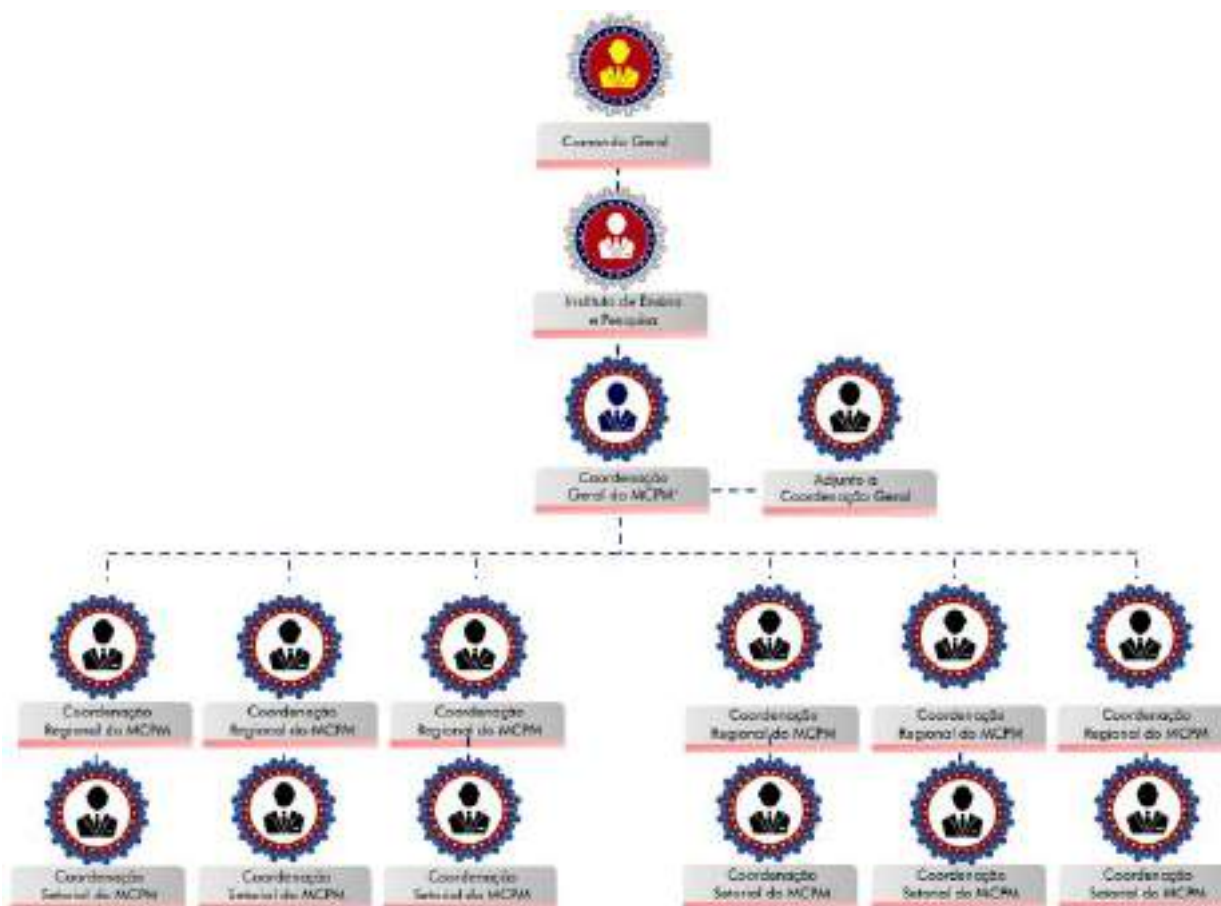 Comando Geral
Instituto de Ensino
e Pesquisa
Coordenação
Geral do MCPM*
Adjunto à
Coordenação Geral
Coordenação
Regional do MCPM
Coordenação
Regional do MCPM
Coordenação
Regional do MCPM
Coordenação
Regional do MCPM
Coordenação
Regional do MCPM
Coordenação
Regional do MCPM
Coordenação
Setorial do MCPM
Coordenação
Setorial do MCPM
Coordenação
Setorial do MCPM
Coordenação
Setorial do MCPM
Coordenação
Setorial do MCPM
Coordenação
Setorial do MCPM